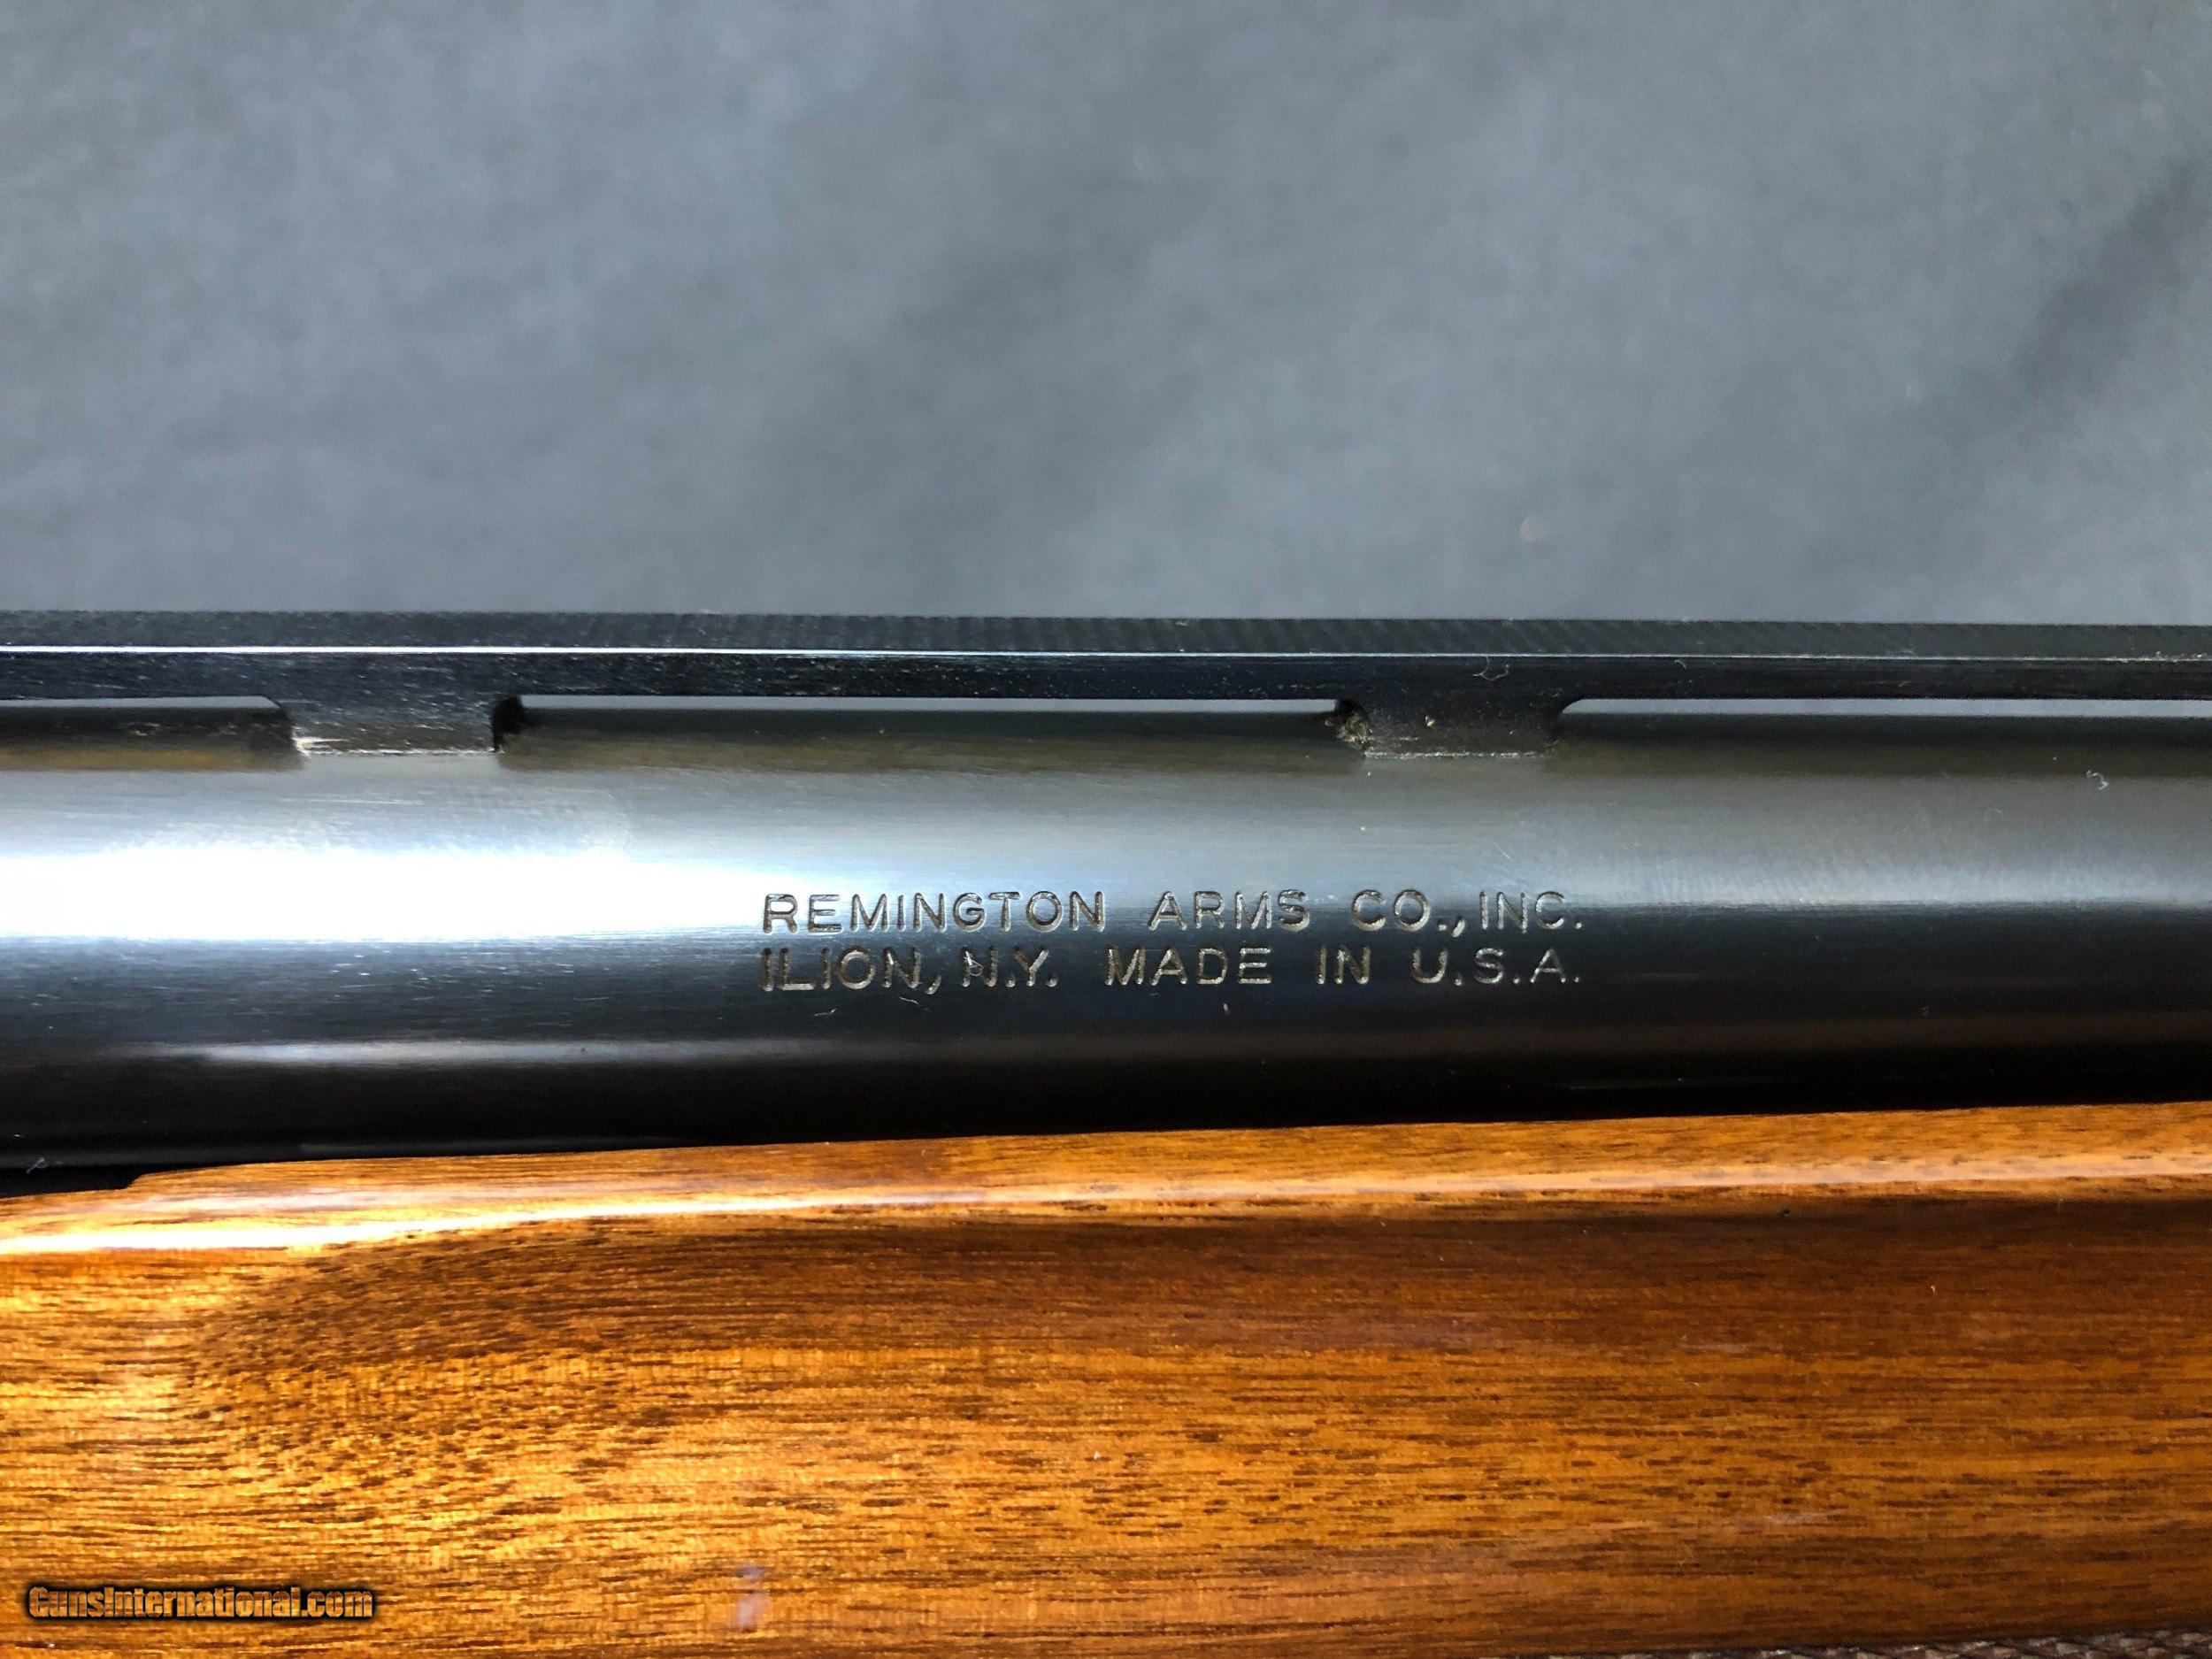 REMINGTON ARMS CO., INC.
ILION, N.Y. MADE IN U.S.A.
GunsInternational.com